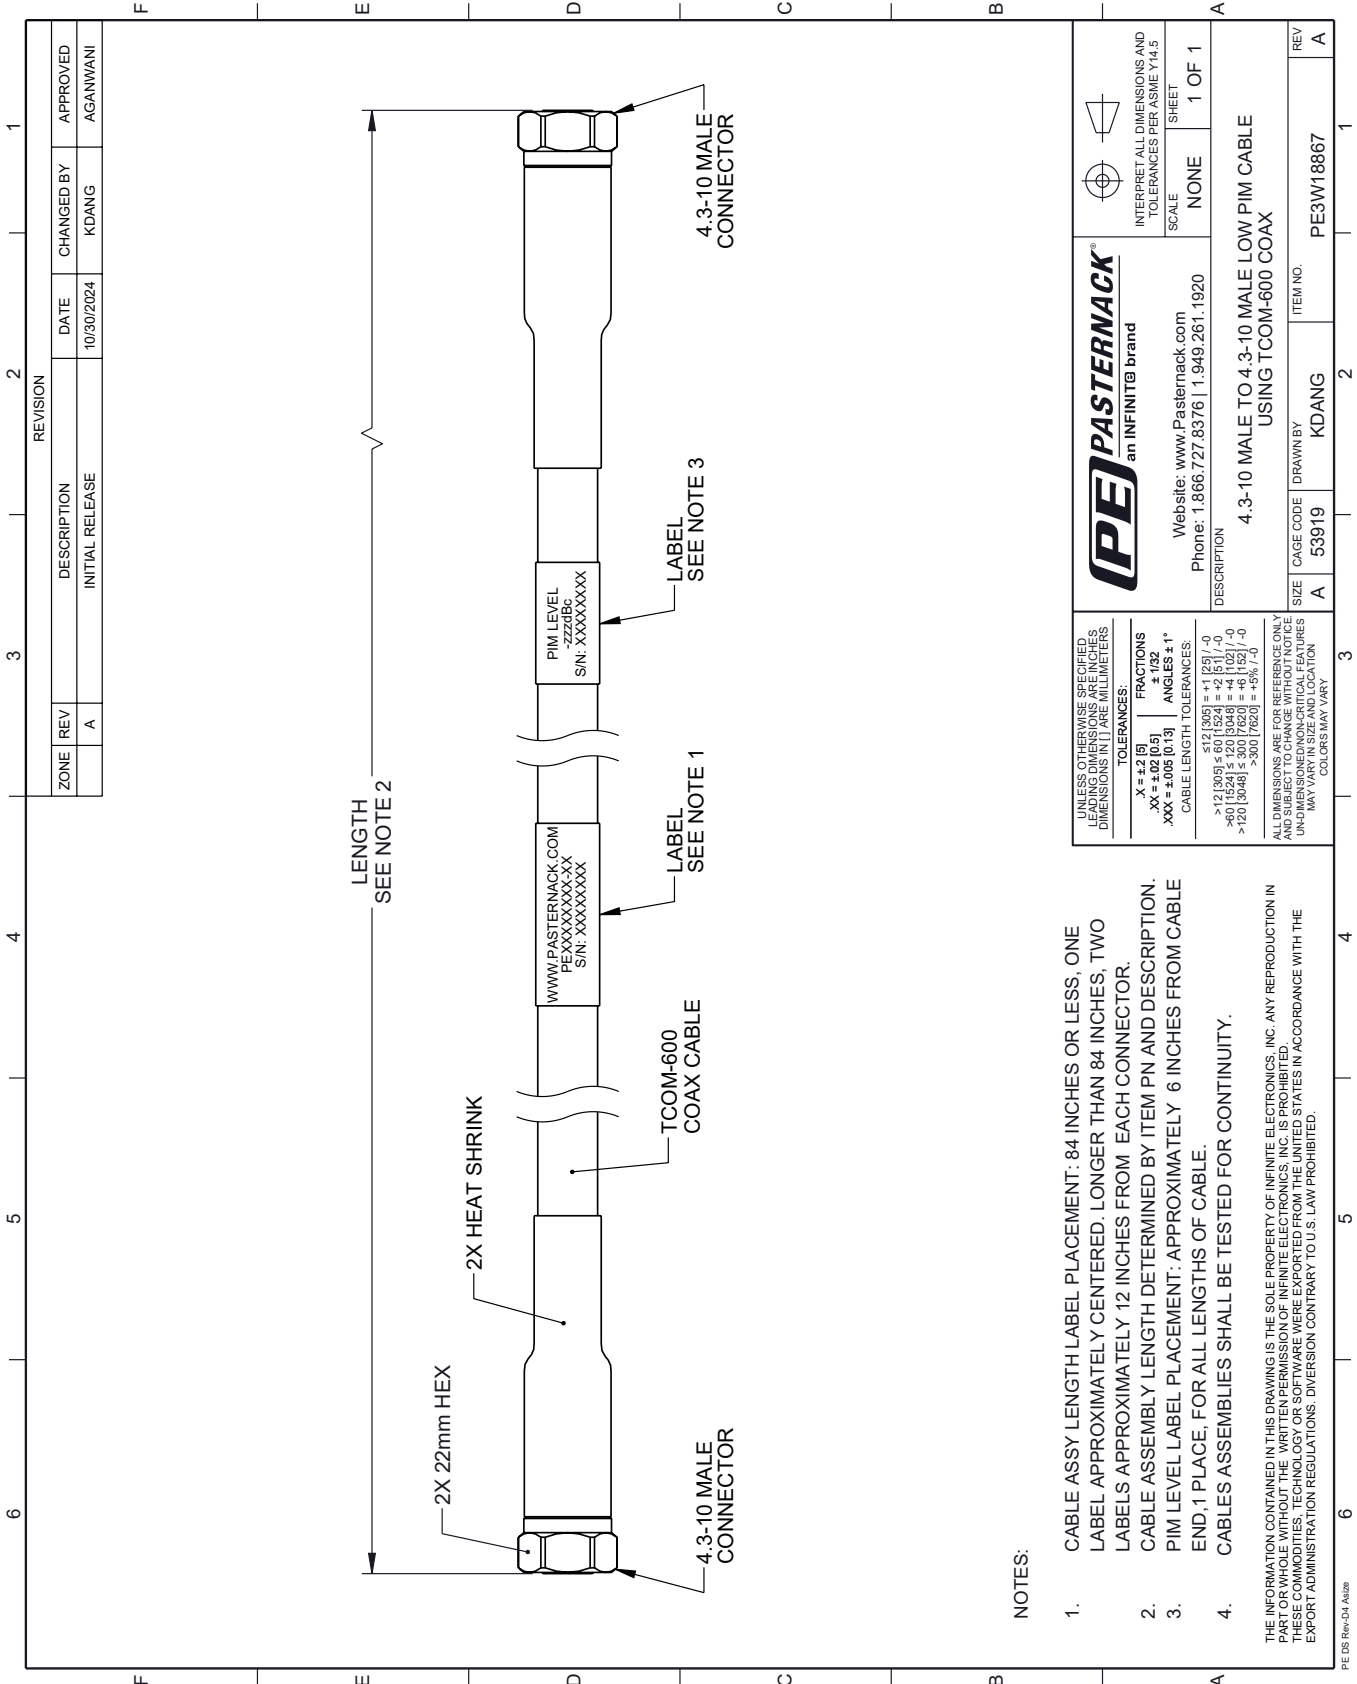 6
5
4
3
2
1
F
E
D
C
B
A
REVISION
ZONE REV DESCRIPTION DATE CHANGED BY APPROVED
A INITIAL RELEASE 10/30/2024 KDANG AGANWANI
LENGTH
SEE NOTE 2
2X 22mm HEX
2X HEAT SHRINK
WWW.PASTERNACK.COM
PEXXXXXXXXX-XX
S/N: XXXXXXXX
PIM LEVEL
-zzzdBc
S/N: XXXXXXXX
4.3-10 MALE
CONNECTOR
TCOM-600
COAX CABLE
LABEL
SEE NOTE 1
LABEL
SEE NOTE 3
4.3-10 MALE
CONNECTOR
NOTES:
1. CABLE ASSY LENGTH LABEL PLACEMENT: 84 INCHES OR LESS, ONE
LABEL APPROXIMATELY CENTERED. LONGER THAN 84 INCHES, TWO
LABELS APPROXIMATELY 12 INCHES FROM EACH CONNECTOR.
2. CABLE ASSEMBLY LENGTH DETERMINED BY ITEM PN AND DESCRIPTION.
3. PIM LEVEL LABEL PLACEMENT: APPROXIMATELY 6 INCHES FROM CABLE
END,1 PLACE, FOR ALL LENGTHS OF CABLE.
4. CABLES ASSEMBLIES SHALL BE TESTED FOR CONTINUITY.
THE INFORMATION CONTAINED IN THIS DRAWING IS THE SOLE PROPERTY OF INFINITE ELECTRONICS, INC. ANY REPRODUCTION IN
PART OR WHOLE WITHOUT THE WRITTEN PERMISSION OF INFINITE ELECTRONICS, INC. IS PROHIBITED.
THESE COMMODITIES, TECHNOLOGY OR SOFTWARE WERE EXPORTED FROM THE UNITED STATES IN ACCORDANCE WITH THE
EXPORT ADMINISTRATION REGULATIONS. DIVERSION CONTRARY TO U.S. LAW PROHIBITED.
UNLESS OTHERWISE SPECIFIED
LEADING DIMENSIONS ARE INCHES
DIMENSIONS IN [ ] ARE MILLIMETERS
TOLERANCES:
.X = ±.2 [5] FRACTIONS
.XX = ±.02 [0.5] ± 1/32
.XXX = ±.005 [0.13] ANGLES ± 1°
CABLE LENGTH TOLERANCES:
≤12 [305] = +1 [25] / -0
>12 [305] ≤ 60 [1524] = +2 [51] / -0
>60 [1524] ≤ 120 [3048] = +4 [102] / -0
>120 [3048] ≤ 300 [7620] = +6 [152] / -0
>300 [7620] = +5% / -0
ALL DIMENSIONS ARE FOR REFERENCE ONLY
AND SUBJECT TO CHANGE WITHOUT NOTICE.
UN-DIMENSIONED/NON-CRITICAL FEATURES
MAY VARY IN SIZE AND LOCATION
COLORS MAY VARY
PE PASTERNACK®
an INFINIT@ brand
Website: www.Pasternack.com
Phone: 1.866.727.8376 | 1.949.261.1920
INTERPRET ALL DIMENSIONS AND
TOLERANCES PER ASME Y14.5
SCALE NONE
SHEET 1 OF 1
DESCRIPTION
4.3-10 MALE TO 4.3-10 MALE LOW PIM CABLE
USING TCOM-600 COAX
SIZE CAGE CODE DRAWN BY ITEM NO. REV
A 53919 KDANG PE3W18867 A
F
E
D
C
B
A
6
5
4
3
2
1
PE DS Rev-D4 Asize